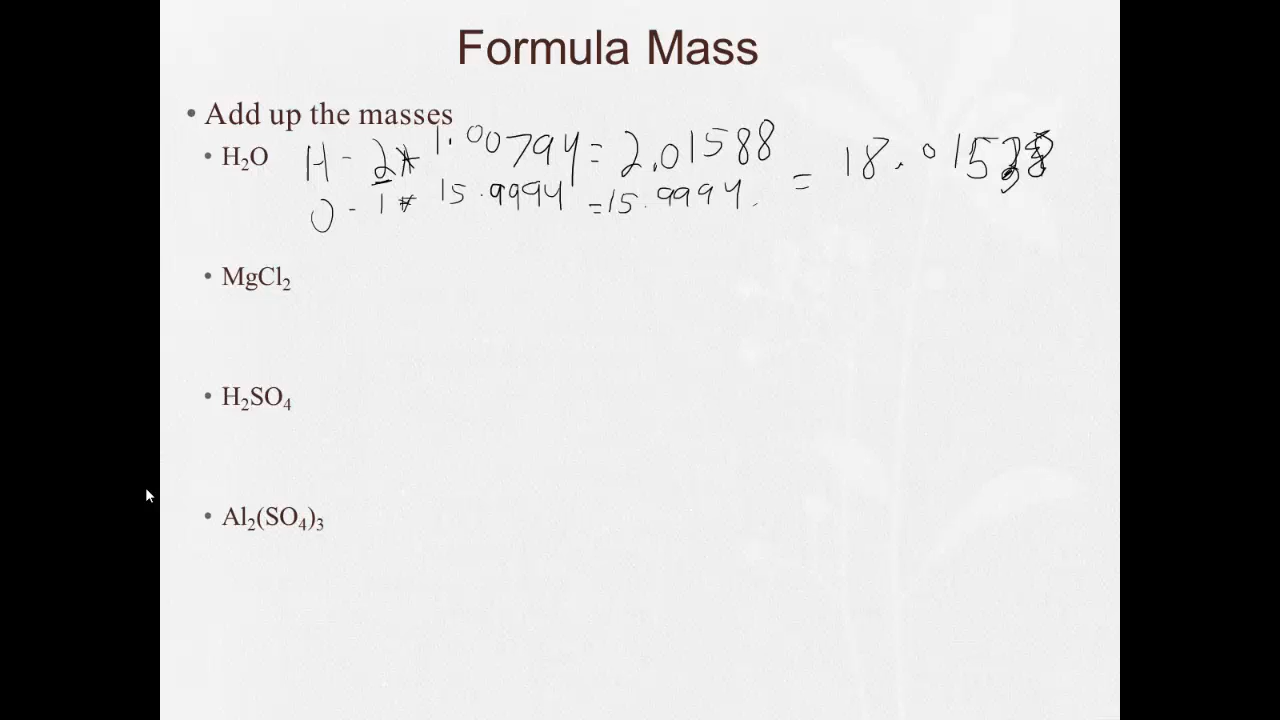 Formula Mass
• Add up the masses
• H₂O H - 2* 1.00794 = 2.01588
O - 1* 15.9994 = 15.9994. = 18.015
• MgCl₂
• H₂SO₄
• Al₂(SO₄)₃